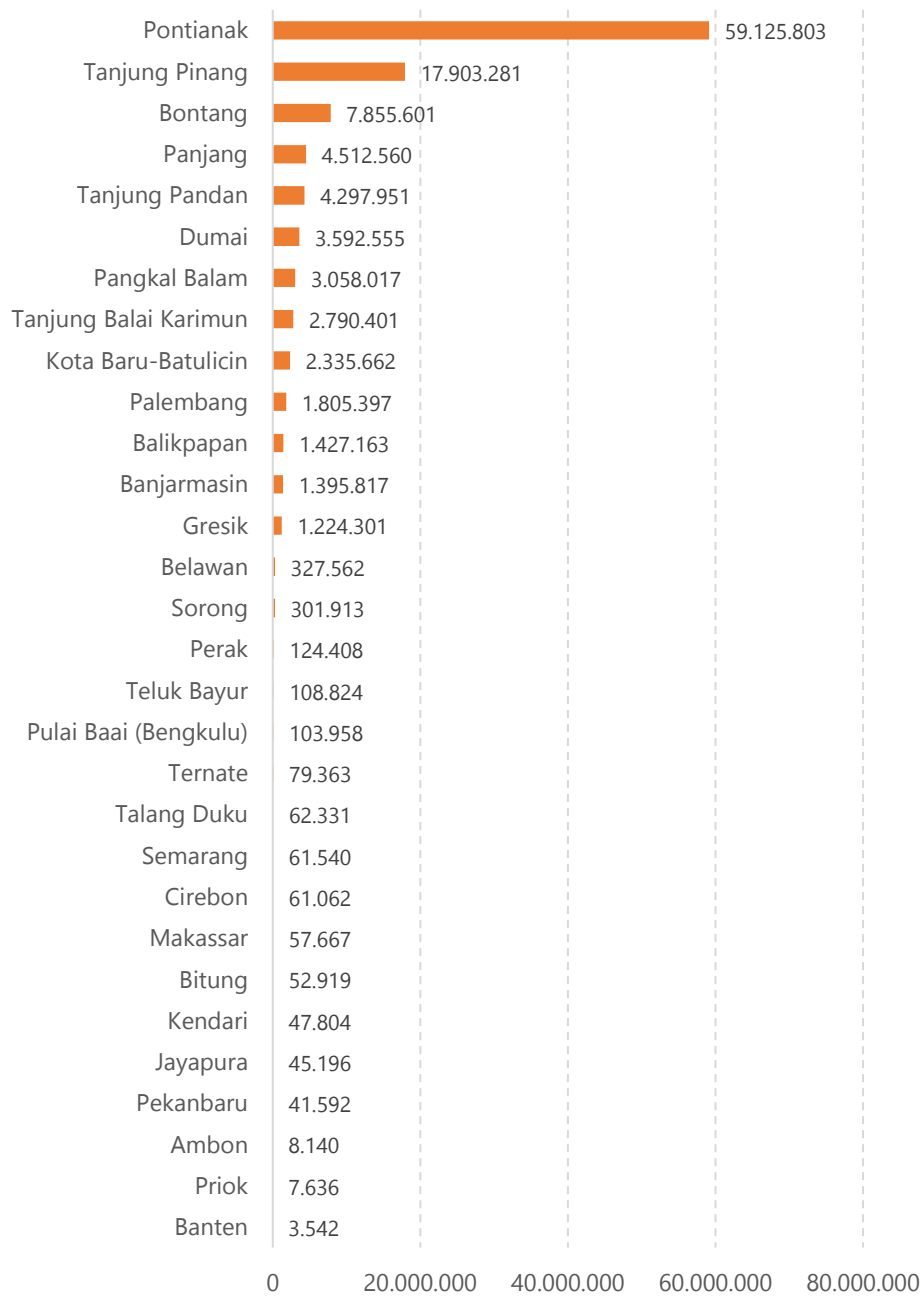 Pontianak 59.125.803
Tanjung Pinang 17.903.281
Bontang 7.855.601
Panjang 4.512.560
Tanjung Pandan 4.297.951
Dumai 3.592.555
Pangkal Balam 3.058.017
Tanjung Balai Karimun 2.790.401
Kota Baru-Batulicin 2.335.662
Palembang 1.805.397
Balikpapan 1.427.163
Banjarmasin 1.395.817
Gresik 1.224.301
Belawan 327.562
Sorong 301.913
Perak 124.408
Teluk Bayur 108.824
Pulai Baai (Bengkulu) 103.958
Ternate 79.363
Talang Duku 62.331
Semarang 61.540
Cirebon 61.062
Makassar 57.667
Bitung 52.919
Kendari 47.804
Jayapura 45.196
Pekanbaru 41.592
Ambon 8.140
Priok 7.636
Banten 3.542
0 20.000.000 40.000.000 60.000.000 80.000.000